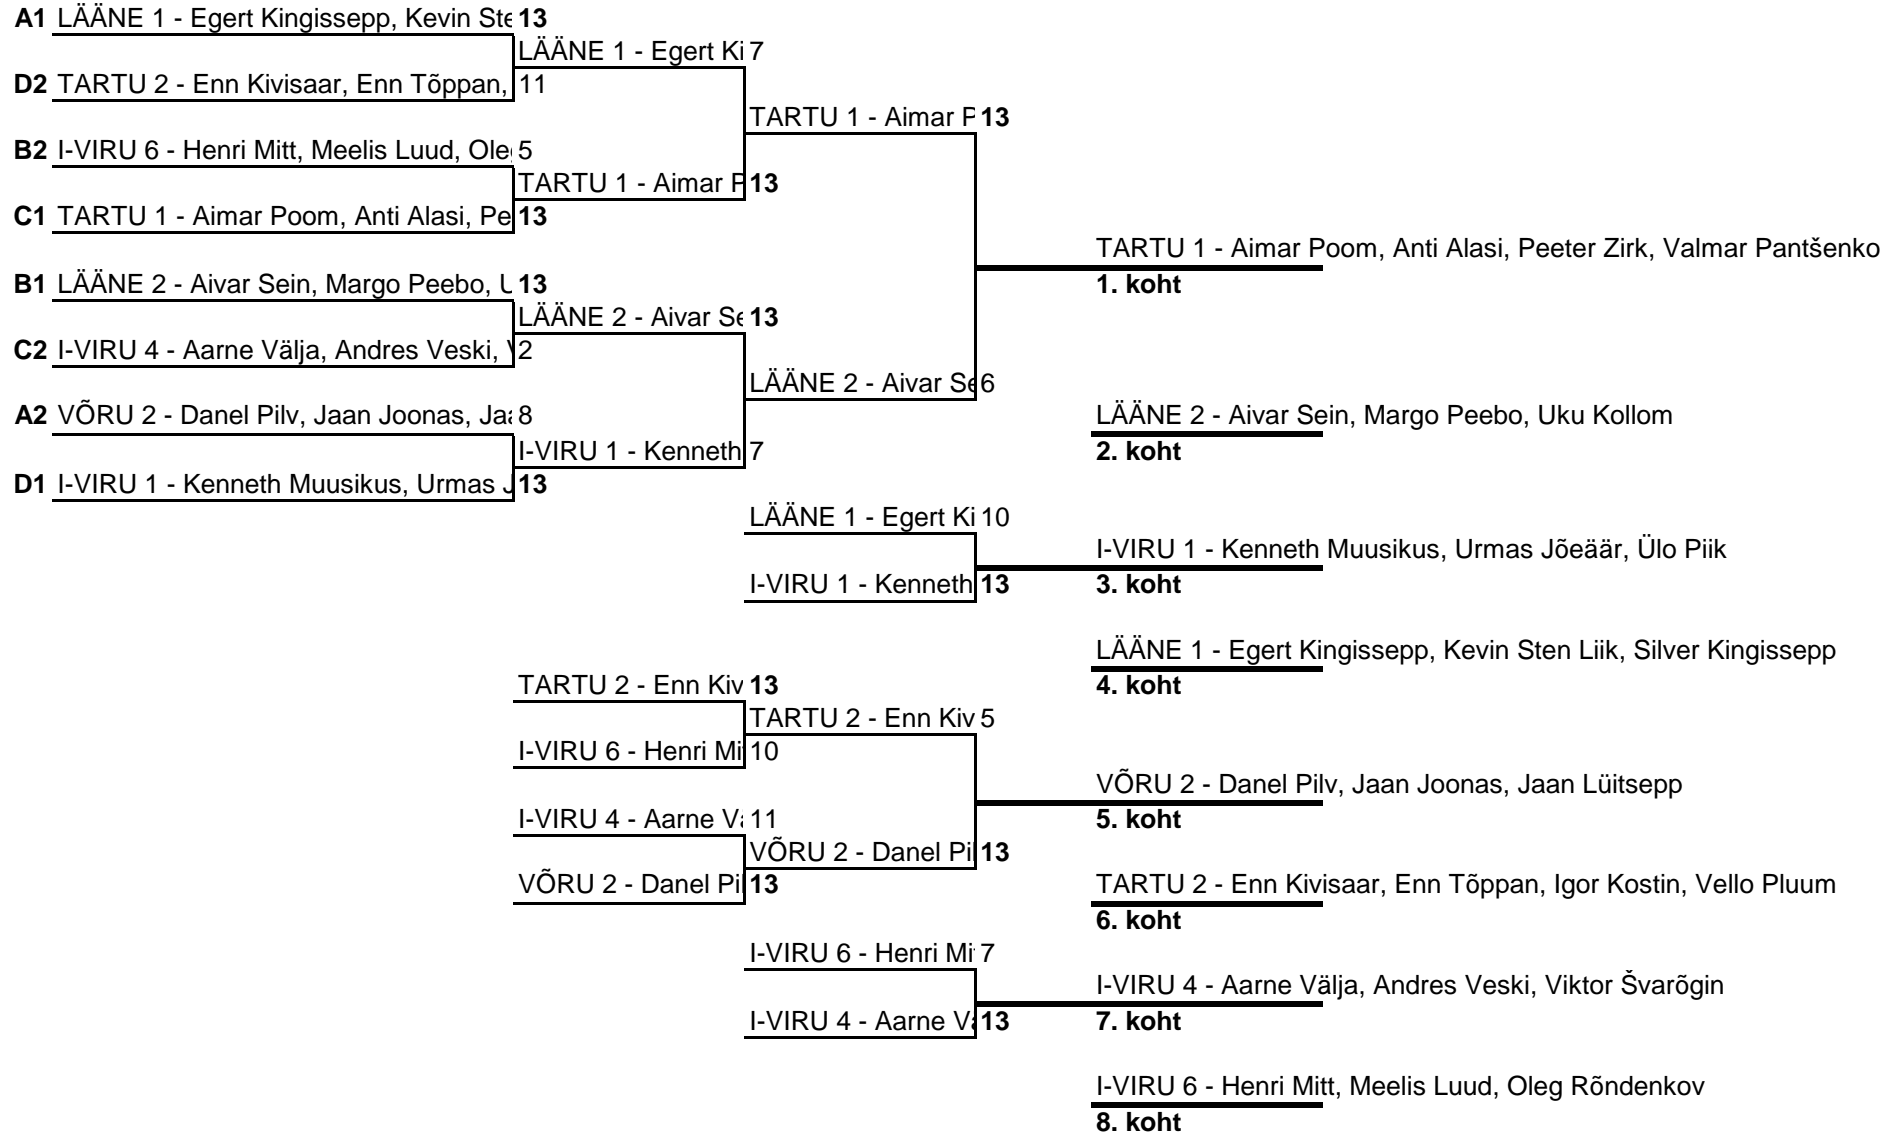 A1 LÄÄNE 1 - Egert Kingissepp, Kevin Ste 13
LÄÄNE 1 - Egert Ki 7
D2 TARTU 2 - Enn Kivisaar, Enn Tõppan, 11
TARTU 1 - Aimar P 13
B2 I-VIRU 6 - Henri Mitt, Meelis Luud, Oleg 5
TARTU 1 - Aimar P 13
C1 TARTU 1 - Aimar Poom, Anti Alasi, Pe 13
TARTU 1 - Aimar Poom, Anti Alasi, Peeter Zirk, Valmar Pantšenko
1. koht
B1 LÄÄNE 2 - Aivar Sein, Margo Peebo, U 13
LÄÄNE 2 - Aivar Se 13
C2 I-VIRU 4 - Aarne Välja, Andres Veski, V 2
LÄÄNE 2 - Aivar Se 6
A2 VÕRU 2 - Danel Pilv, Jaan Joonas, Jaa 8
LÄÄNE 2 - Aivar Sein, Margo Peebo, Uku Kollom
2. koht
I-VIRU 1 - Kenneth 7
D1 I-VIRU 1 - Kenneth Muusikus, Urmas J 13
LÄÄNE 1 - Egert Ki 10
I-VIRU 1 - Kenneth Muusikus, Urmas Jõeäär, Ülo Piik
3. koht
I-VIRU 1 - Kenneth 13
LÄÄNE 1 - Egert Kingissepp, Kevin Sten Liik, Silver Kingissepp
4. koht
TARTU 2 - Enn Kiv 13
TARTU 2 - Enn Kiv 5
I-VIRU 6 - Henri Mit 10
VÕRU 2 - Danel Pilv, Jaan Joonas, Jaan Lüitsepp
5. koht
I-VIRU 4 - Aarne Vä 11
VÕRU 2 - Danel Pil 13
VÕRU 2 - Danel Pil 13
TARTU 2 - Enn Kivisaar, Enn Tõppan, Igor Kostin, Vello Pluum
6. koht
I-VIRU 6 - Henri Mit 7
I-VIRU 4 - Aarne Välja, Andres Veski, Viktor Švarõgin
7. koht
I-VIRU 4 - Aarne Vä 13
I-VIRU 6 - Henri Mitt, Meelis Luud, Oleg Rõndenkov
8. koht